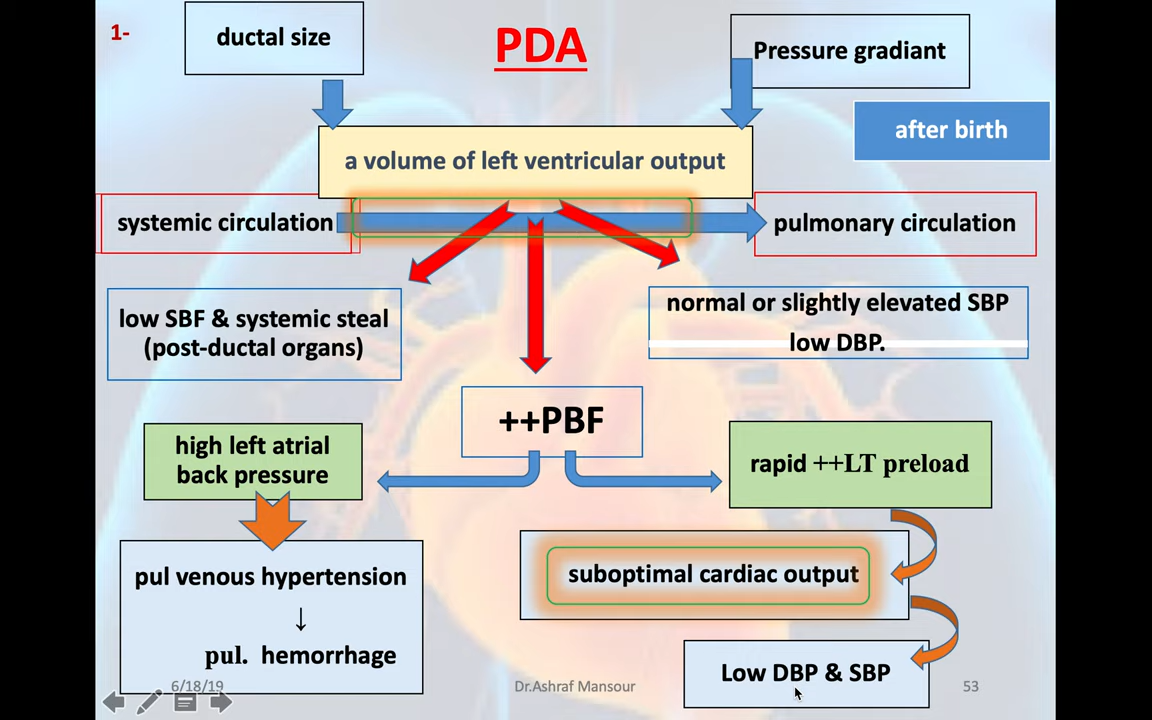 1-
ductal size
PDA
Pressure gradiant
after birth
a volume of left ventricular output
systemic circulation
pulmonary circulation
low SBF & systemic steal
(post-ductal organs)
normal or slightly elevated SBP
low DBP.
++PBF
high left atrial
back pressure
rapid ++LT preload
pul venous hypertension
↓
pul. hemorrhage
suboptimal cardiac output
Low DBP & SBP
6/18/19
Dr.Ashraf Mansour
53